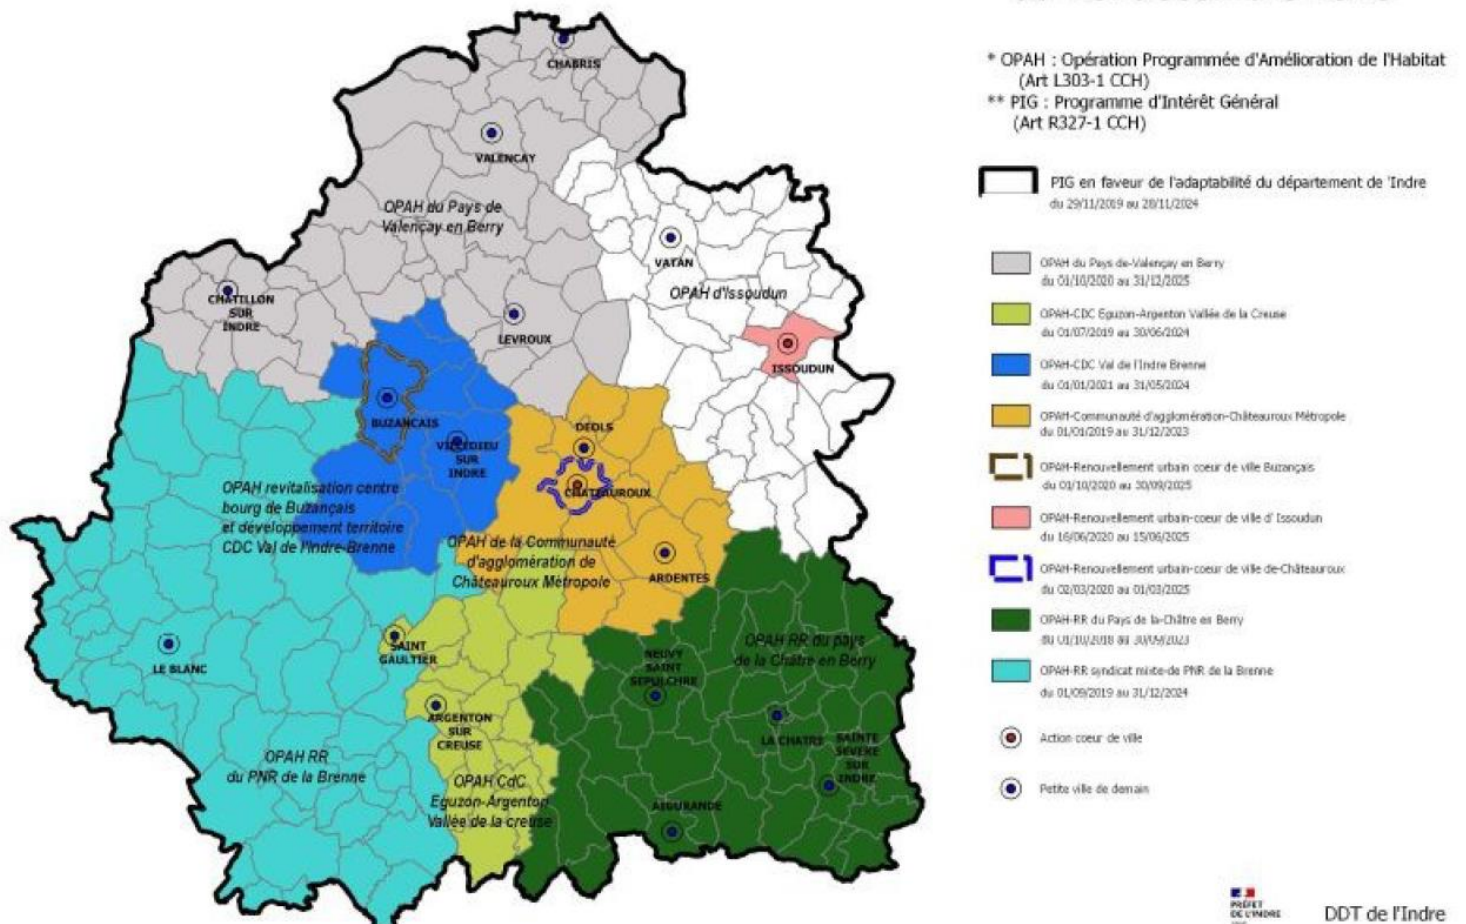 * OPAH : Opération Programmée d'Amélioration de l'Habitat
(Art L303-1 CCH)
** PIG : Programme d'Intérêt Général
(Art R327-1 CCH)
PIG en faveur de l'adaptabilité du département de 'Indre
du 29/11/2019 au 28/11/2024
OPAH du Pays de-Valençay en Berry
du 01/10/2020 au 31/12/2025
OPAH-CDC Eguzon-Argenton Vallée de la Creuse
du 01/07/2019 au 30/06/2024
OPAH-CDC Val de l'Indre Brenne
du 01/01/2021 au 31/05/2024
OPAH-Communauté d'agglomération-Châteauroux Métropole
du 01/01/2019 au 31/12/2023
OPAH-Renouvellement urbain coeur de ville Buzançais
du 01/10/2020 au 30/09/2025
OPAH-Renouvellement urbain-coeur de ville d' Issoudun
du 16/06/2020 au 15/06/2025
OPAH-Renouvellement urbain-coeur de ville de-Châteauroux
du 02/03/2020 au 01/03/2025
OPAH-RR du Pays de la-Châtre en Berry
du 01/10/2018 au 30/09/2023
OPAH-RR syndicat mixte-de PNR de la Brenne
du 01/09/2019 au 31/12/2024
Action coeur de ville
Petite ville de demain
CHABRIS
VALENCAY
OPAH du Pays de
Valençay en Berry
VATAN
OPAH d'Issoudun
CHATILLON
SUR
INDRE
LEVROUX
ISSOUDUN
BUZANCAIS
VILLEDIEU
SUR
INDRE
DEOLS
CHATEAUROUX
OPAH revitalisation centre
bourg de Buzançais
et développement territoire
CDC Val de l'Indre-Brenne
OPAH de la Communauté
d'agglomération de
Châteauroux Métropole
ARDENTES
SAINT
GAULTIER
LE BLANC
NEUVY
SAINT
SEPULCHRE
OPAH RR du pays
de la Châtre en Berry
ARGENTON
SUR
CREUSE
LA CHATRE
SAINTE
SEVERE
SUR
INDRE
OPAH RR
du PNR de la Brenne
OPAH CdC
Eguzon-Argenton
Vallée de la creuse
AIGURANDE
PRÉFET
DE L'INDRE
DDT de l'Indre